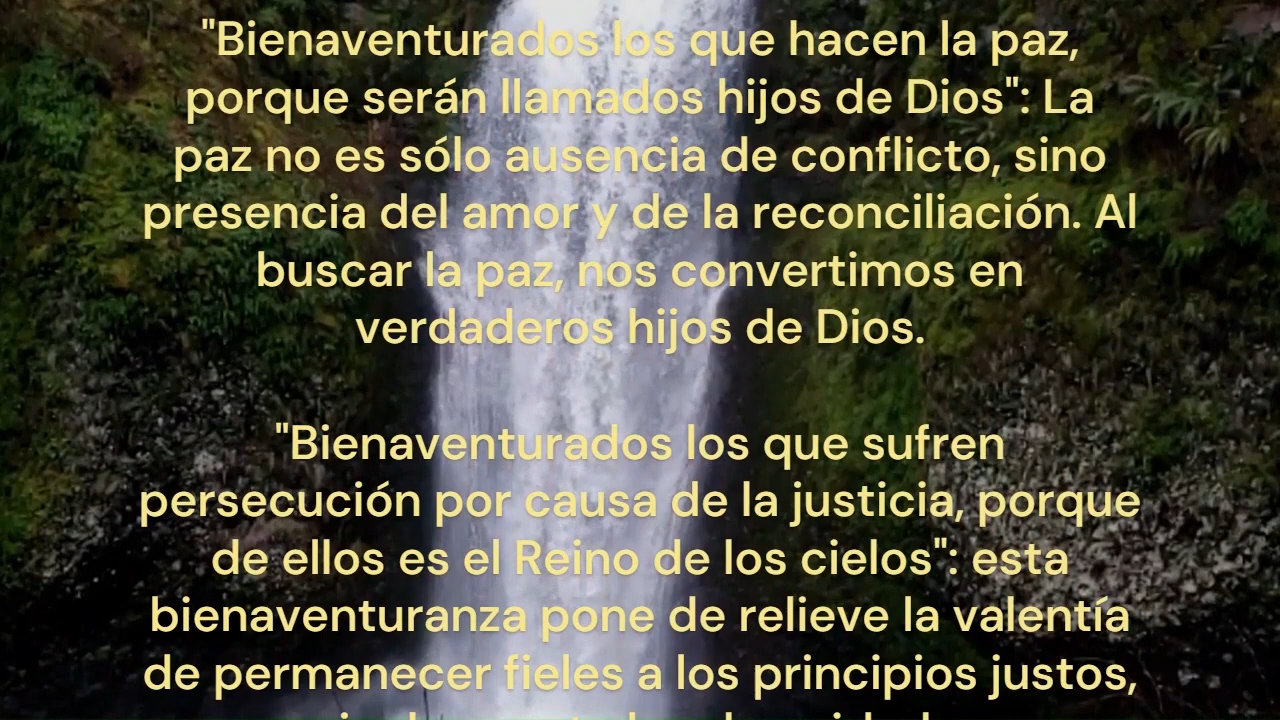 "Bienaventurados los que hacen la paz,
porque serán llamados hijos de Dios": La
paz no es sólo ausencia de conflicto, sino
presencia del amor y de la reconciliación. Al
buscar la paz, nos convertimos en
verdaderos hijos de Dios.
"Bienaventurados los que sufren
persecución por causa de la justicia, porque
de ellos es el Reino de los cielos": esta
bienaventuranza pone de relieve la valentía
de permanecer fieles a los principios justos,